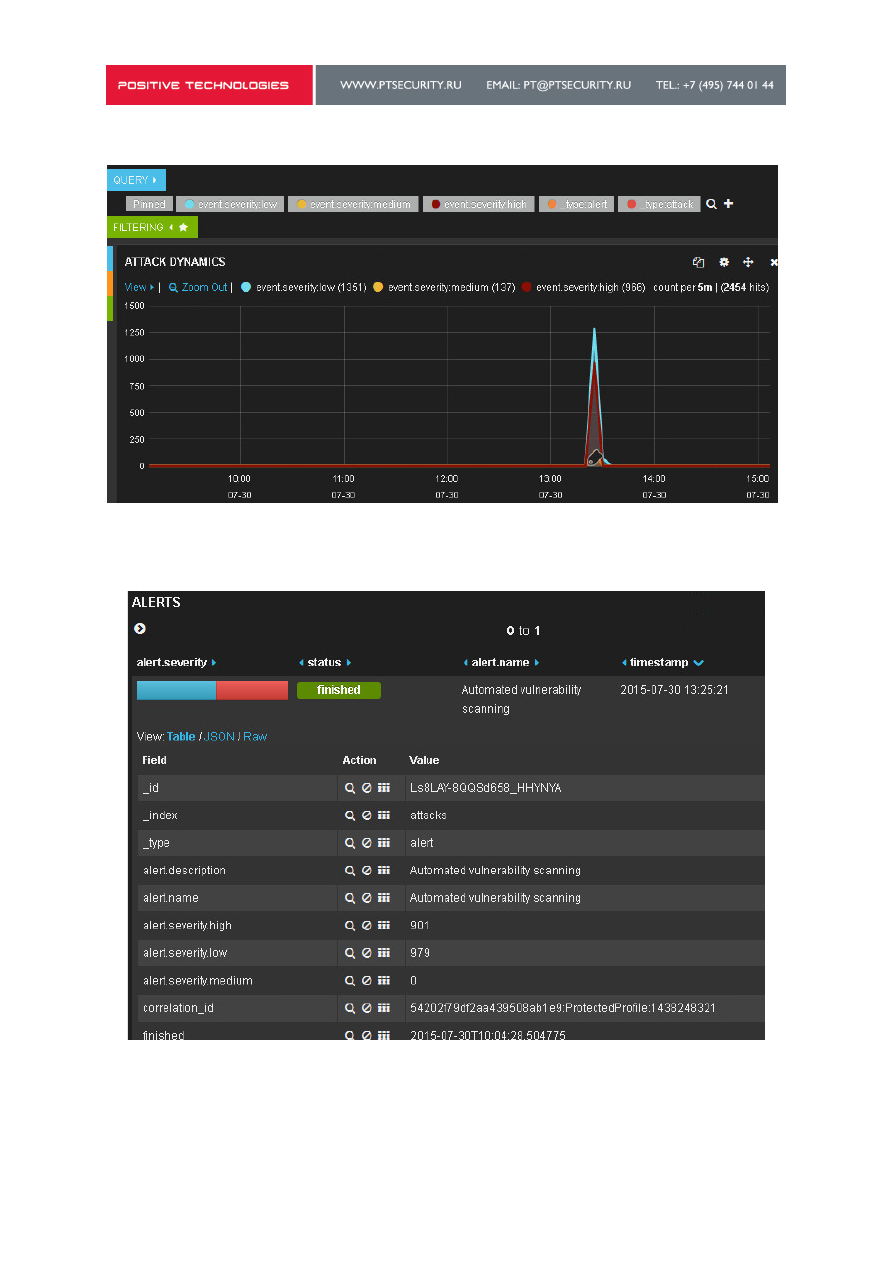 POSITIVE TECHNOLOGIES WWW.PTSECURITY.RU EMAIL: PT@PTSECURITY.RU TEL.: +7 (495) 744 01 44
QUERY
Pinned event.severity:low event.severity:medium event.severity:high _type:alert _type:attack
FILTERING
ATTACK DYNAMICS
View | Zoom Out | event.severity:low (1351) event.severity:medium (137) event.severity:high (966) count per 5m | (2454 hits)
1500
1250
1000
750
500
250
0
10:00 11:00 12:00 13:00 14:00 15:00
07-30 07-30 07-30 07-30 07-30 07-30
ALERTS
0 to 1
alert.severity status alert.name timestamp
finished Automated vulnerability scanning 2015-07-30 13:25:21
View: Table / JSON / Raw
Field Action Value
_id Ls8LAY-8QQSd658_HHYNYA
_index attacks
_type alert
alert.description Automated vulnerability scanning
alert.name Automated vulnerability scanning
alert.severity.high 901
alert.severity.low 979
alert.severity.medium 0
correlation_id 54202f79df2aa439508ab1e9:ProtectedProfile:1438248321
finished 2015-07-30T10:04:28.504775